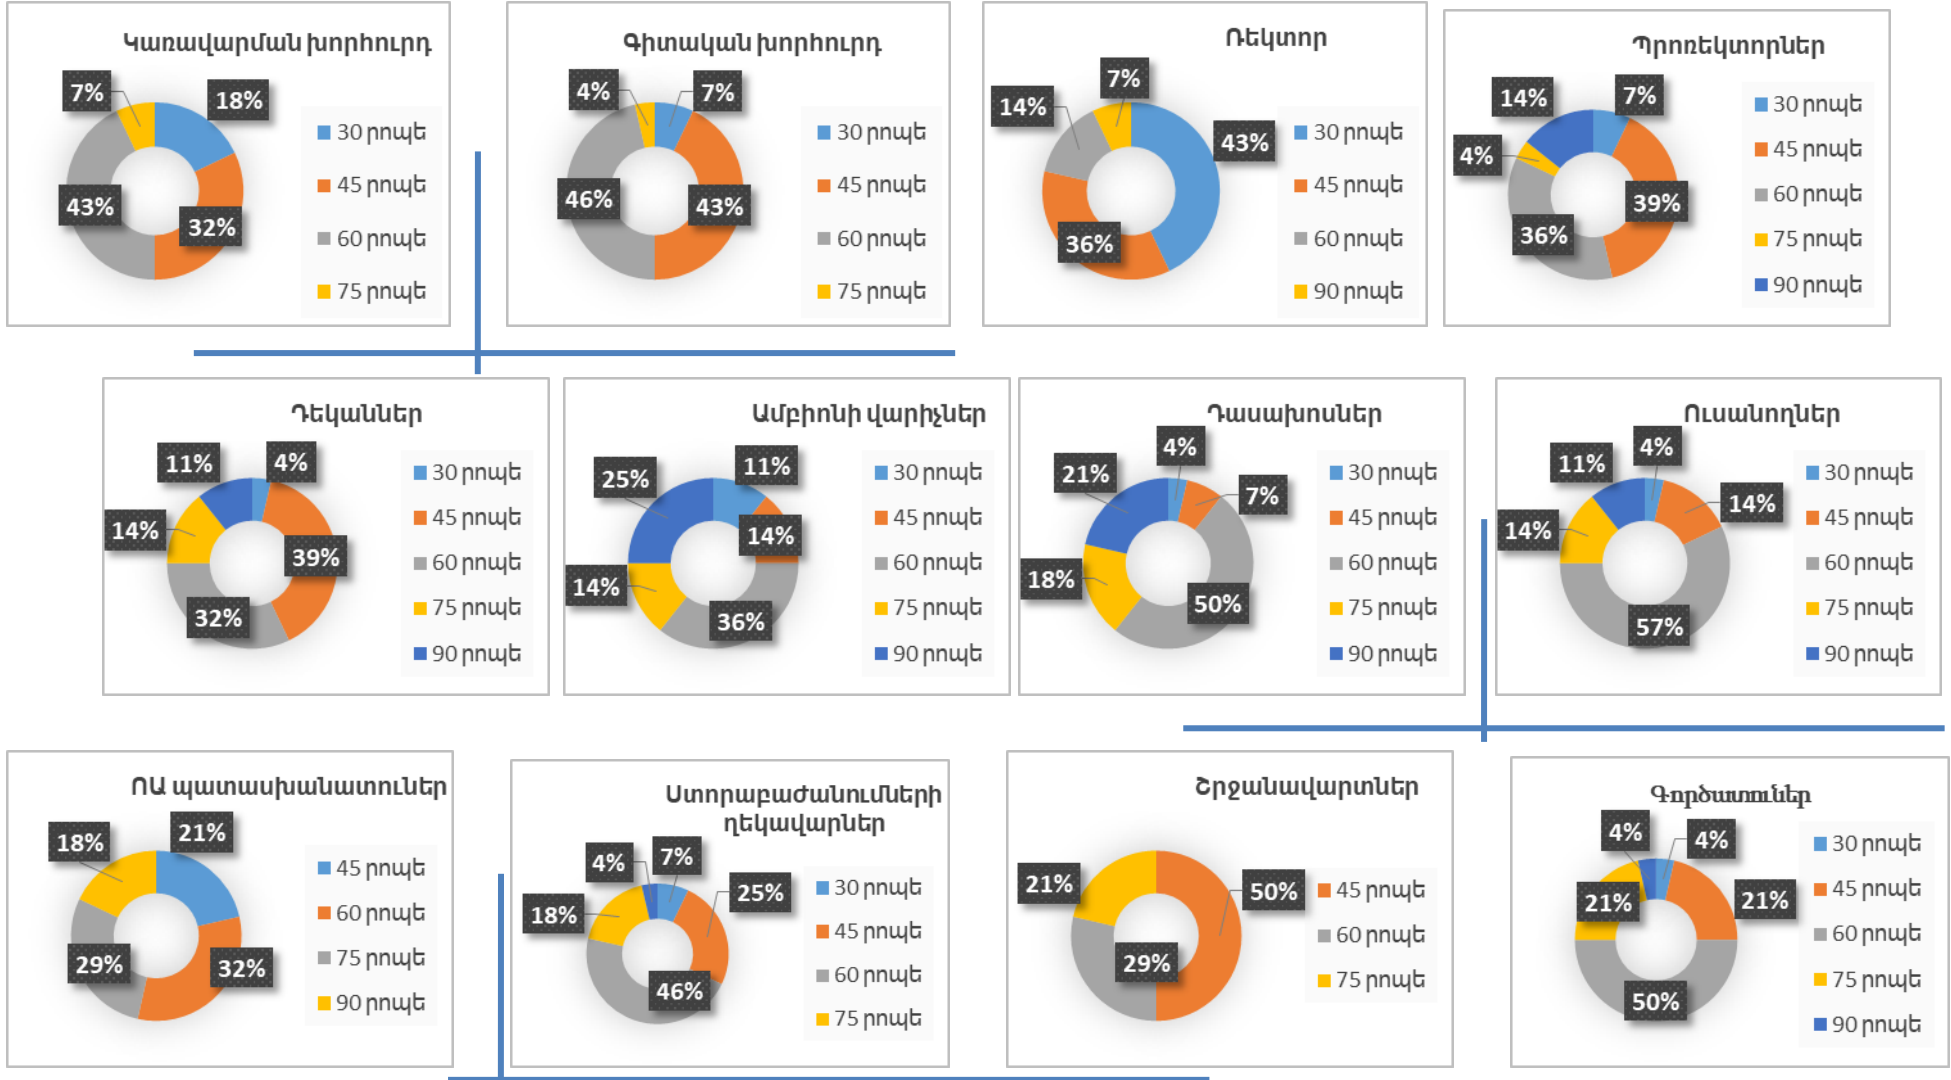 Կառավարման խորհուրդ
7%
18%
43%
32%
30 րոպե
45 րոպե
60 րոպե
75 րոպե
Գիտական խորհուրդ
4%
7%
46%
43%
30 րոպե
45 րոպե
60 րոպե
75 րոպե
Ռեկտոր
7%
14%
43%
36%
30 րոպե
45 րոպե
60 րոպե
90 րոպե
Պրոռեկտորներ
14%
7%
4%
39%
36%
30 րոպե
45 րոպե
60 րոպե
75 րոպե
90 րոպե
Դեկաններ
11%
4%
14%
39%
32%
30 րոպե
45 րոպե
60 րոպե
75 րոպե
90 րոպե
Ամբիոնի վարիչներ
25%
11%
14%
14%
36%
30 րոպե
45 րոպե
60 րոպե
75 րոպե
90 րոպե
Դասախոսներ
4%
21%
7%
18%
50%
30 րոպե
45 րոպե
60 րոպե
75 րոպե
90 րոպե
Ուսանողներ
4%
11%
14%
14%
57%
30 րոպե
45 րոպե
60 րոպե
75 րոպե
90 րոպե
ՈԱ պատասխանատուներ
18%
21%
29%
32%
45 րոպե
60 րոպե
75 րոպե
90 րոպե
Ստորաբաժանումների
ղեկավարներ
4%
7%
18%
25%
46%
30 րոպե
45 րոպե
60 րոպե
75 րոպե
Շրջանավարտներ
21%
50%
29%
45 րոպե
60 րոպե
75 րոպե
Գործատուներ
4%
4%
21%
21%
50%
30 րոպե
45 րոպե
60 րոպե
75 րոպե
90 րոպե